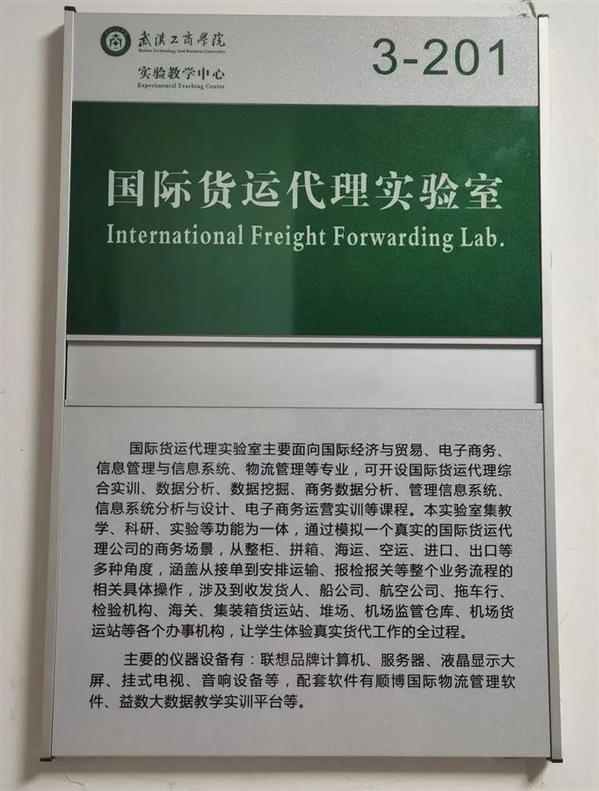 武汉工商学院
Wuhan Technology And Business University
实验教学中心
Experimental Teaching Center
3-201
国际货运代理实验室
International Freight Forwarding Lab.
国际货运代理实验室主要面向国际经济与贸易、电子商务、
信息管理与信息系统、物流管理等专业，可开设国际货运代理综
合实训、数据分析、数据挖掘、商务数据分析、管理信息系统、
信息系统分析与设计、电子商务运营实训等课程。本实验室集教
学、科研、实验等功能为一体，通过模拟一个真实的国际货运代
理公司的商务场景，从整柜、拼箱、海运、空运、进口、出口等
多种角度，涵盖从接单到安排运输、报检报关等整个业务流程的
相关具体操作，涉及到收发货人、船公司、航空公司、拖车行、
检验机构、海关、集装箱货运站、堆场、机场监管仓库、机场货
运站等各个办事机构，让学生体验真实货代工作的全过程。
主要的仪器设备有：联想品牌计算机、服务器、液晶显示大
屏、挂式电视、音响设备等，配套软件有顺博国际物流管理软
件、益数大数据教学实训平台等。